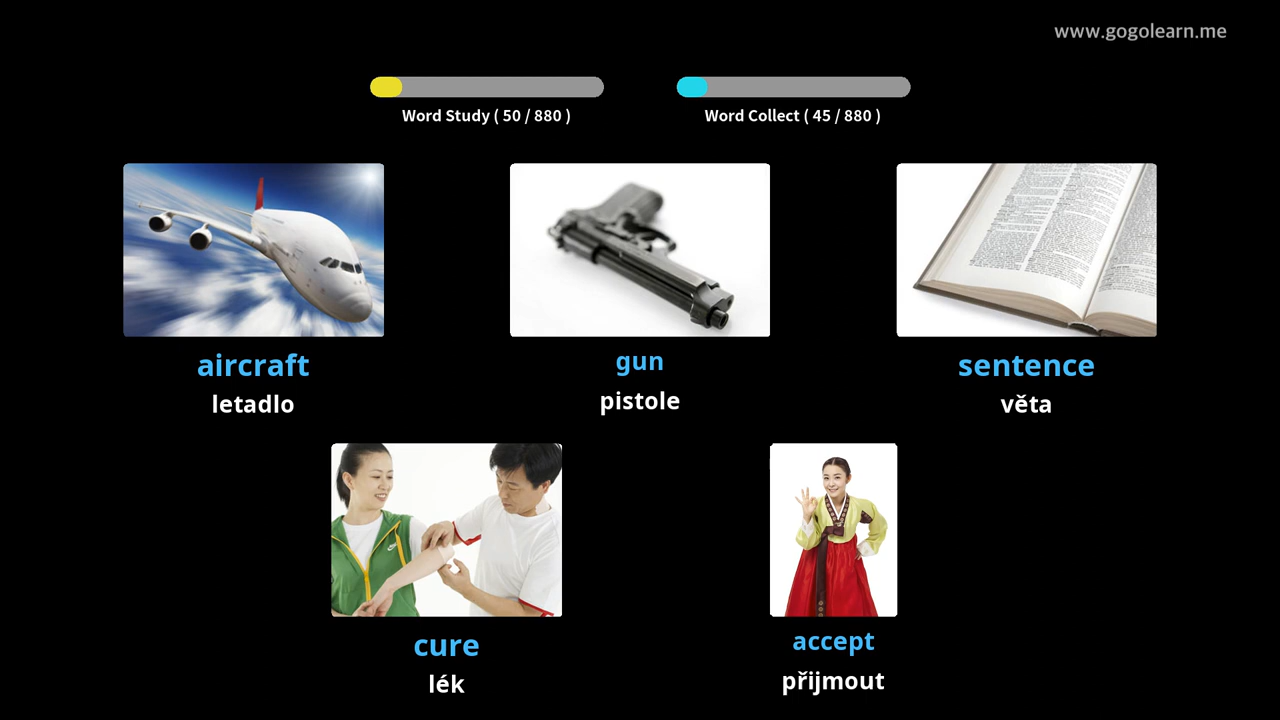 www.gogolearn.me
Word Study ( 50 / 880 )
Word Collect ( 45 / 880 )
aircraft
letadlo
gun
pistole
sentence
věta
cure
lék
accept
přijmout